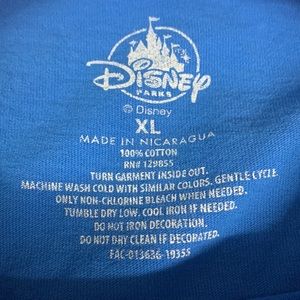 Disney
PARKS
© Disney
XL
MADE IN NICARAGUA
100% COTTON
RN# 129855
TURN GARMENT INSIDE OUT.
MACHINE WASH COLD WITH SIMILAR COLORS. GENTLE CYCLE.
ONLY NON-CHLORINE BLEACH WHEN NEEDED.
TUMBLE DRY LOW. COOL IRON IF NEEDED.
DO NOT IRON DECORATION.
DO NOT DRY CLEAN IF DECORATED.
FAC-013636-19355